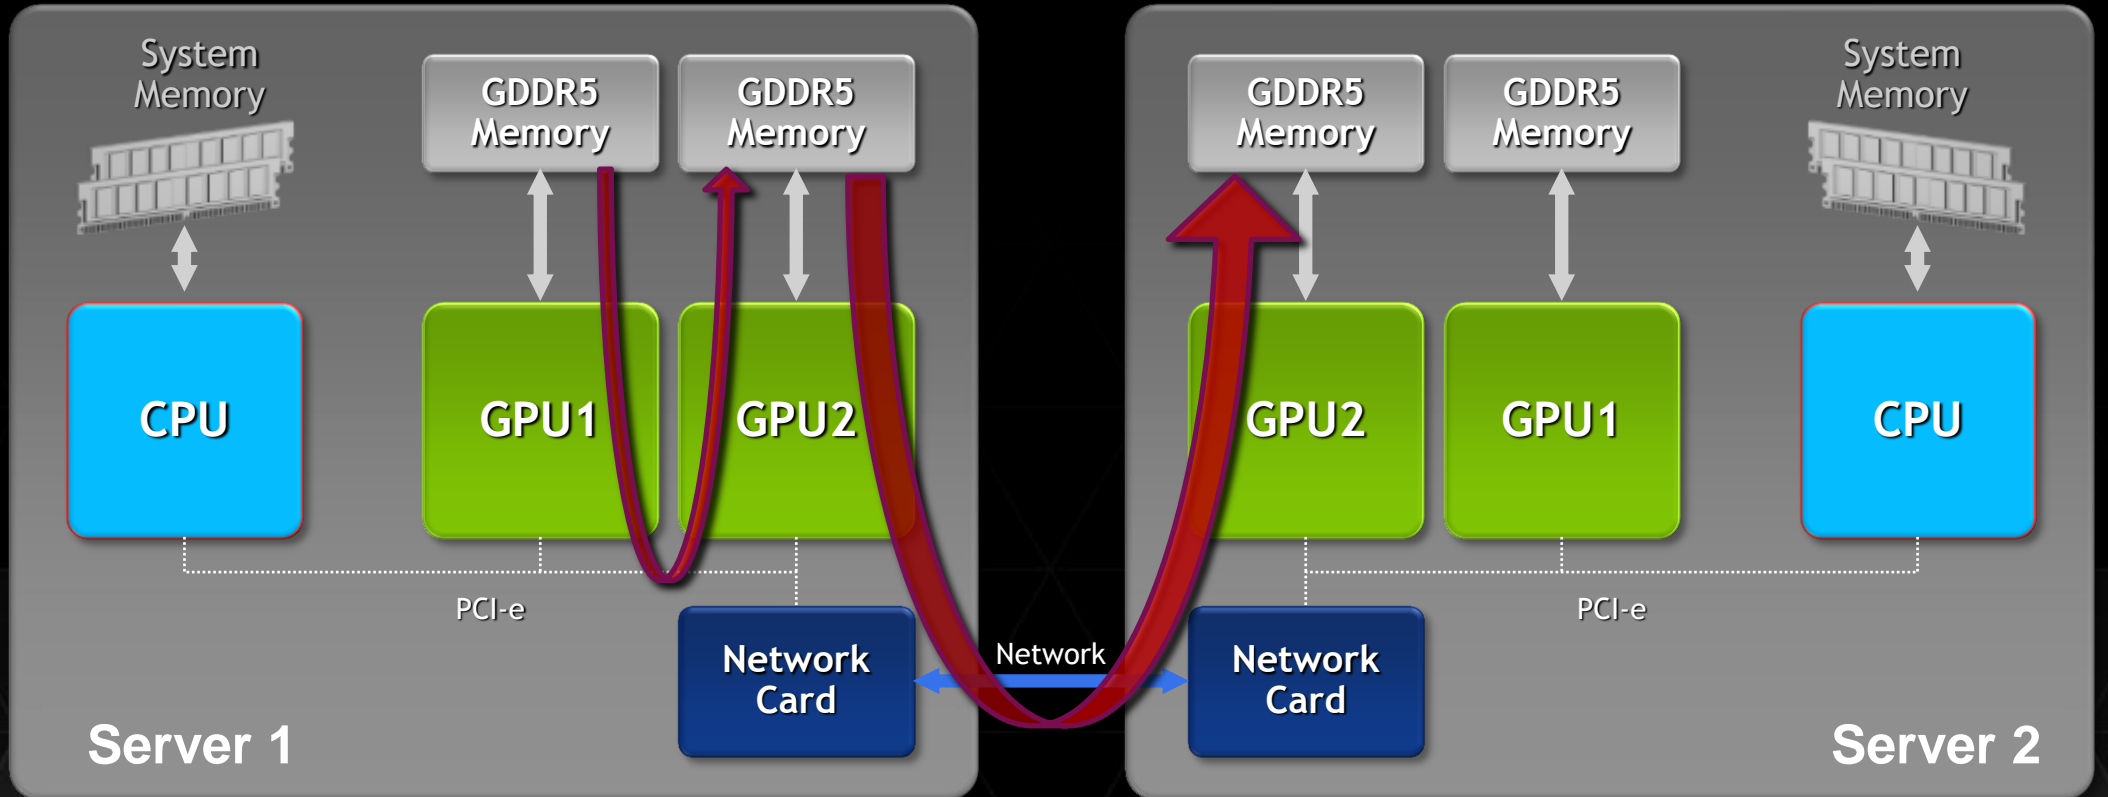 System
Memory
GDDR5
Memory
GDDR5
Memory
CPU
GPU1
GPU2
PCI-e
Network
Card
Server 1
Network
GDDR5
Memory
GDDR5
Memory
System
Memory
GPU2
GPU1
CPU
PCI-e
Network
Card
Server 2